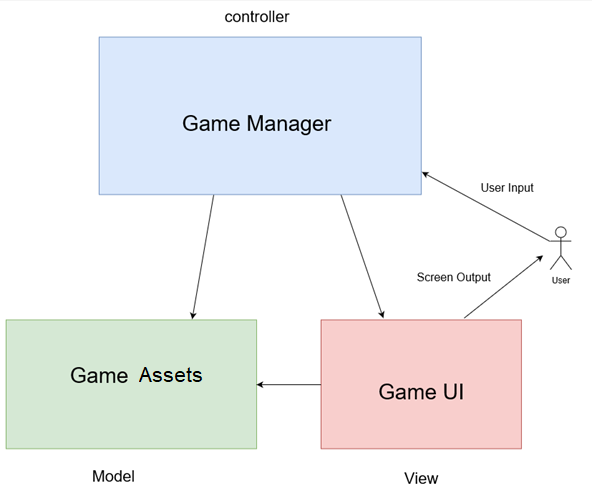 controller
Game Manager
User Input
Screen Output
User
Game Assets
Game UI
Model
View